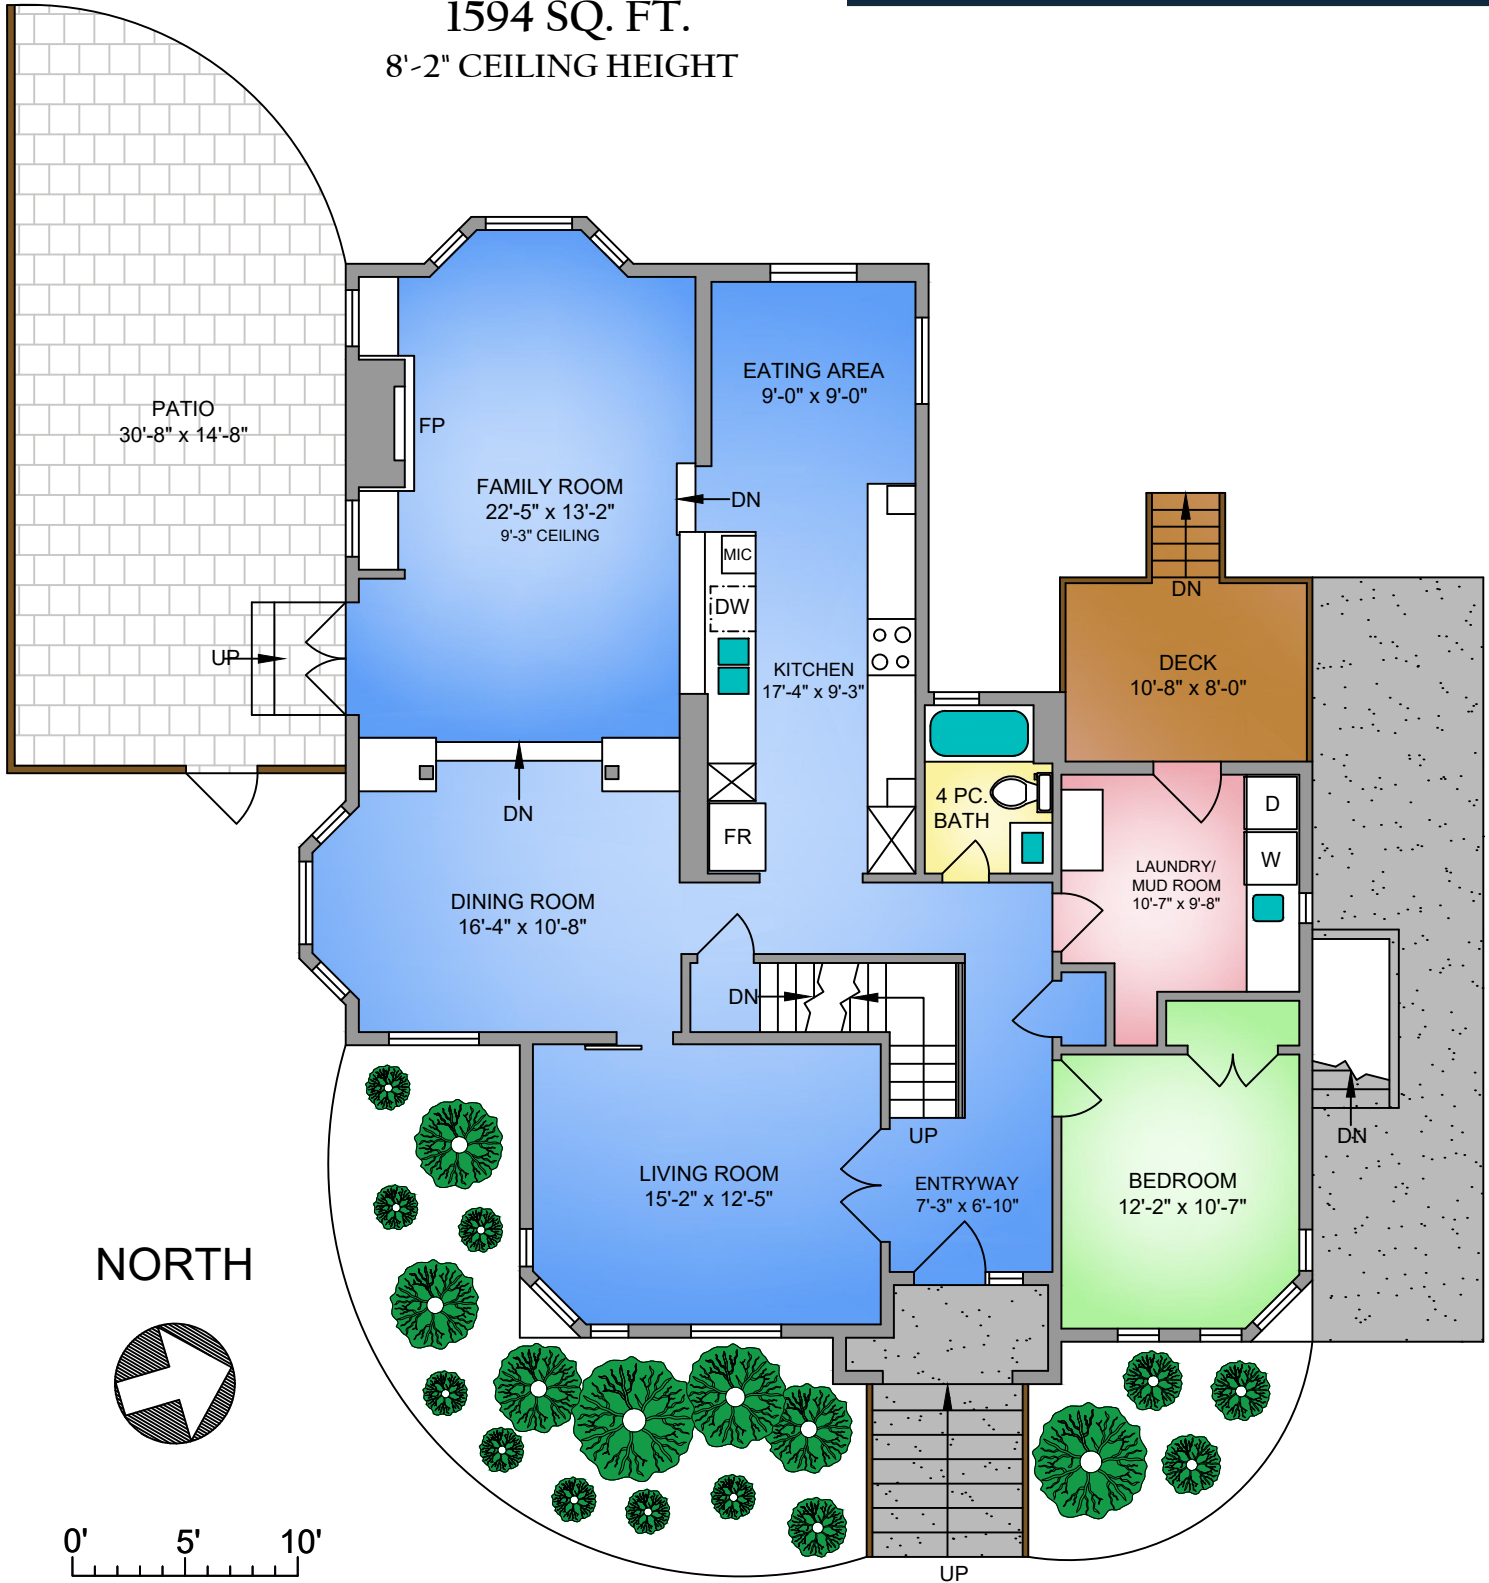 1594 SQ. FT.
8'-2" CEILING HEIGHT
PATIO
30'-8" x 14'-8"
FP
FAMILY ROOM
22'-5" x 13'-2"
9'-3" CEILING
EATING AREA
9'-0" x 9'-0"
DN
MIC
DW
UP
KITCHEN
17'-4" x 9'-3"
DN
DECK
10'-8" x 8'-0"
DN
FR
4 PC.
BATH
D
W
LAUNDRY/
MUD ROOM
10'-7" x 9'-8"
DINING ROOM
16'-4" x 10'-8"
DN
UP
DN
LIVING ROOM
15'-2" x 12'-5"
ENTRYWAY
7'-3" x 6'-10"
BEDROOM
12'-2" x 10'-7"
NORTH
0' 5' 10'
UP